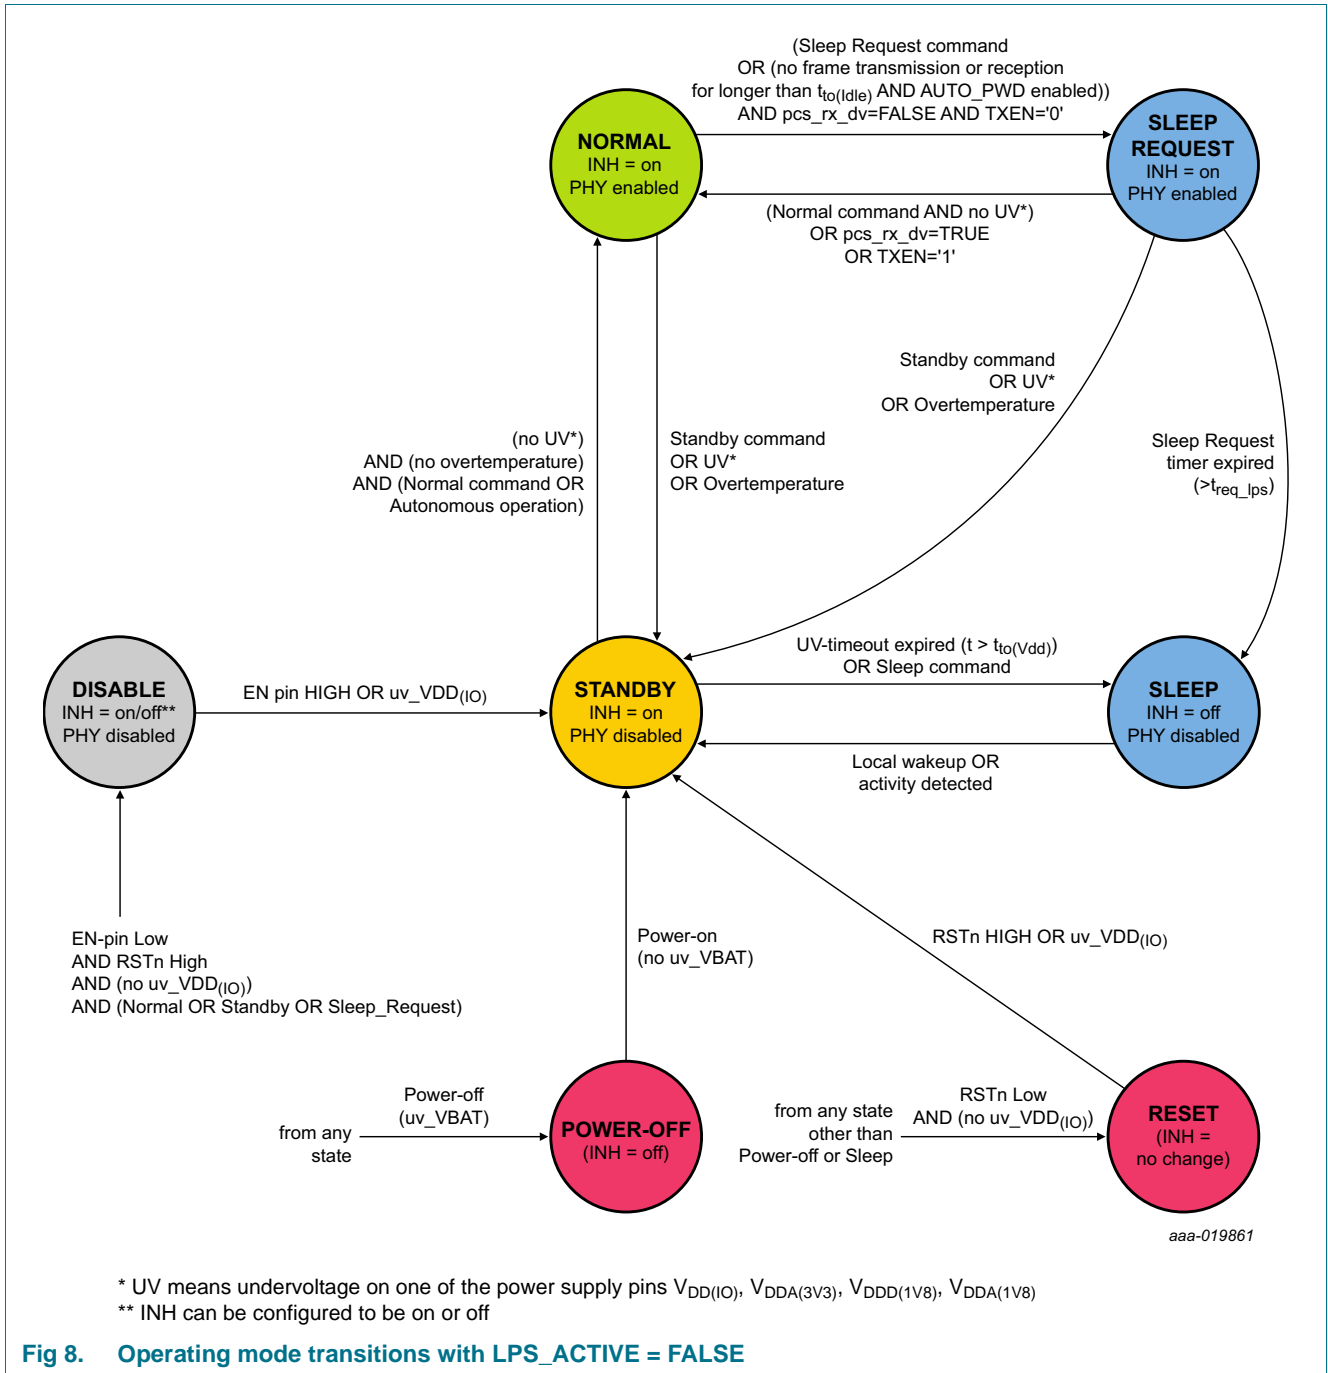 (Sleep Request command
OR (no frame transmission or reception
for longer than tto(Idle) AND AUTO_PWD enabled))
AND pcs_rx_dv=FALSE AND TXEN='0'
NORMAL
INH = on
PHY enabled
SLEEP
REQUEST
INH = on
PHY enabled
(Normal command AND no UV*)
OR pcs_rx_dv=TRUE
OR TXEN='1'
Standby command
OR UV*
OR Overtemperature
(no UV*)
AND (no overtemperature)
AND (Normal command OR
Autonomous operation)
Standby command
OR UV*
OR Overtemperature
Sleep Request
timer expired
(>treq_lps)
DISABLE
INH = on/off**
PHY disabled
EN pin HIGH OR uv_VDD(IO)
STANDBY
INH = on
PHY disabled
UV-timeout expired (t > tto(Vdd))
OR Sleep command
SLEEP
INH = off
PHY disabled
Local wakeup OR
activity detected
EN-pin Low
AND RSTn High
AND (no uv_VDD(IO))
AND (Normal OR Standby OR Sleep_Request)
Power-on
(no uv_VBAT)
RSTn HIGH OR uv_VDD(IO)
from any
state
Power-off
(uv_VBAT)
POWER-OFF
(INH = off)
from any state
other than
Power-off or Sleep
RSTn Low
AND (no uv_VDD(IO))
RESET
(INH =
no change)
aaa-019861
* UV means undervoltage on one of the power supply pins VDD(IO), VDDA(3V3), VDDD(1V8), VDDA(1V8)
** INH can be configured to be on or off
Fig 8. Operating mode transitions with LPS_ACTIVE = FALSE